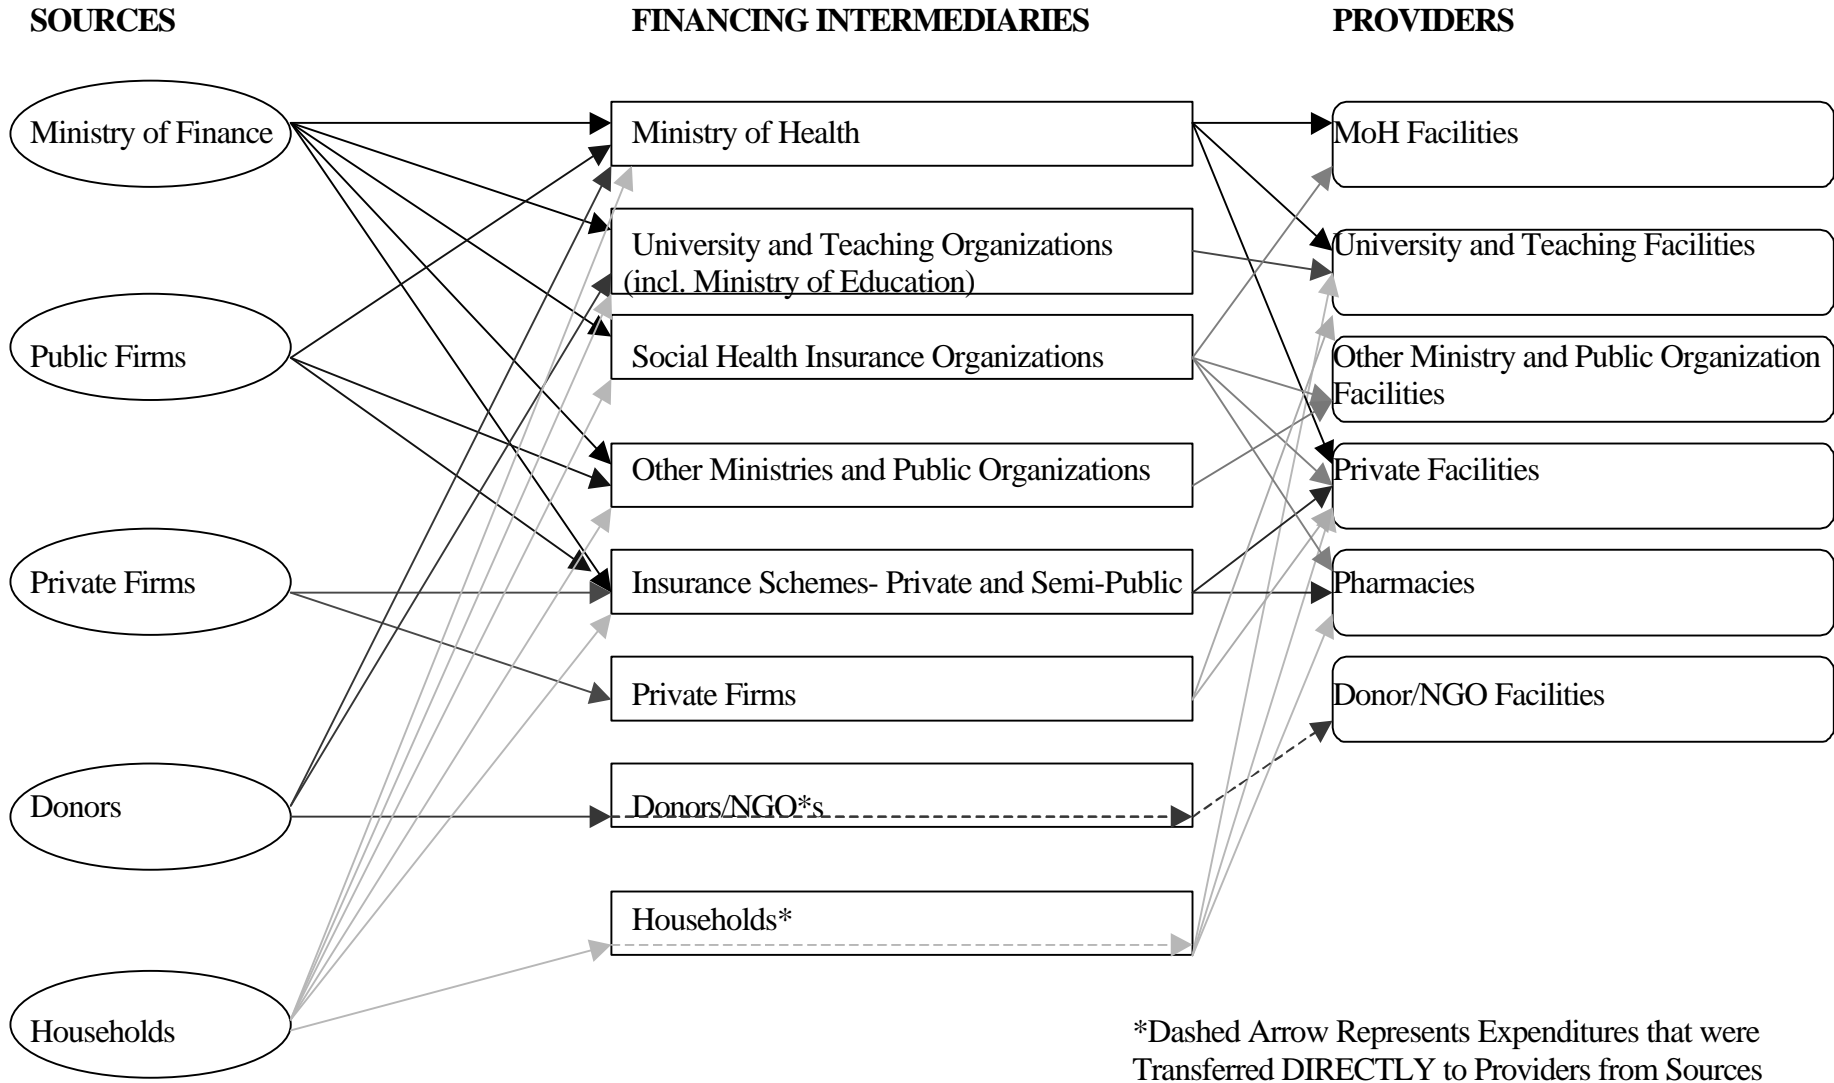 SOURCES
FINANCING INTERMEDIARIES
PROVIDERS
Ministry of Finance
Public Firms
Private Firms
Donors
Households
Ministry of Health
University and Teaching Organizations
(incl. Ministry of Education)
Social Health Insurance Organizations
Other Ministries and Public Organizations
Insurance Schemes- Private and Semi-Public
Private Firms
Donors/NGO*s
Households*
MoH Facilities
University and Teaching Facilities
Other Ministry and Public Organization
Facilities
Private Facilities
Pharmacies
Donor/NGO Facilities
*Dashed Arrow Represents Expenditures that were
Transferred DIRECTLY to Providers from Sources